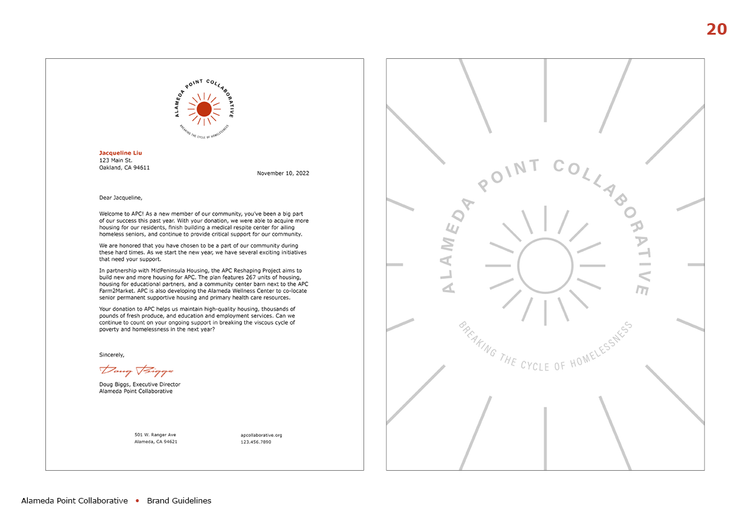 20
ALAMEDA POINT COLLABORATIVE
BREAKING THE CYCLE OF HOMELESSNESS
Jacqueline Liu
123 Main St.
Oakland, CA 94611
November 10, 2022
Dear Jacqueline,
Welcome to APC! As a new member of our community, you've been a big part
of our success this past year. With your donation, we were able to acquire more
housing for our residents, finish building a medical respite center for ailing
homeless seniors, and continue to provide critical support for our community.
We are honored that you have chosen to be a part of our community during
these hard times. As we start the new year, we have several exciting initiatives
that need your support.
In partnership with MidPeninsula Housing, the APC Reshaping Project aims to
build new and more housing for APC. The plan features 267 units of housing,
housing for educational partners, and a community center barn next to the APC
Farm2Market. APC is also developing the Alameda Wellness Center to co-locate
senior permanent supportive housing and primary health care resources.
Your donation to APC helps us maintain high-quality housing, thousands of
pounds of fresh produce, and education and employment services. Can we
continue to count on your ongoing support in breaking the viscous cycle of
poverty and homelessness in the next year?
Sincerely,
Doug Biggs
Doug Biggs, Executive Director
Alameda Point Collaborative
501 W. Ranger Ave
Alameda, CA 94621
apcollaborative.org
123.456.7890
ALAMEDA POINT COLLABORATIVE
BREAKING THE CYCLE OF HOMELESSNESS
Alameda Point Collaborative • Brand Guidelines